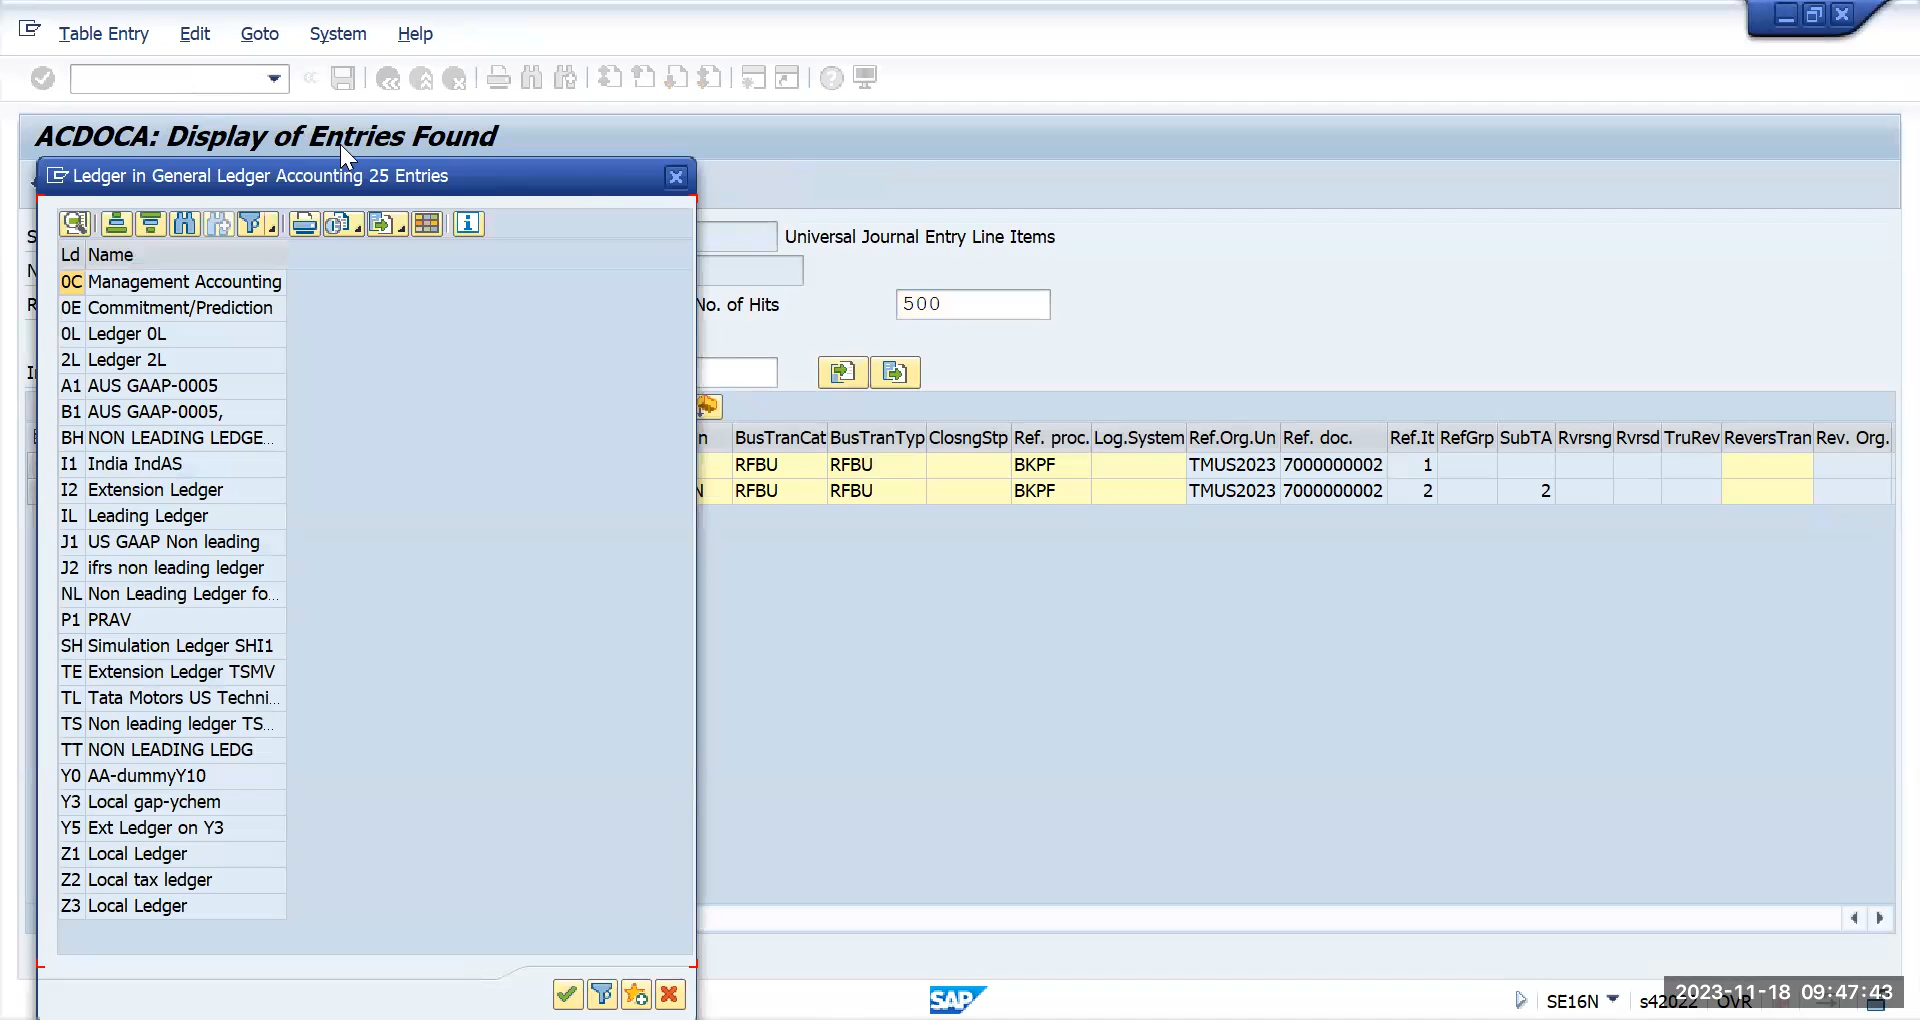 Table Entry Edit Goto System Help
ACDOCA: Display of Entries Found
Ledger in General Ledger Accounting 25 Entries
Universal Journal Entry Line Items
No. of Hits 500
Ld Name
0C Management Accounting
0E Commitment/Prediction
0L Ledger 0L
2L Ledger 2L
A1 AUS GAAP-0005
B1 AUS GAAP-0005,
BH NON LEADING LEDGE...
I1 India IndAS
I2 Extension Ledger
IL Leading Ledger
J1 US GAAP Non leading
J2 ifrs non leading ledger
NL Non Leading Ledger fo...
P1 PRAV
SH Simulation Ledger SHI1
TE Extension Ledger TSMV
TL Tata Motors US Techni...
TS Non leading ledger TS...
TT NON LEADING LEDG
Y0 AA-dummyY10
Y3 Local gap-ychem
Y5 Ext Ledger on Y3
Z1 Local Ledger
Z2 Local tax ledger
Z3 Local Ledger
n BusTranCat BusTranTyp ClosngStp Ref. proc. Log.System Ref.Org.Un Ref. doc. Ref.It RefGrp SubTA Rvrsng Rvrsd TruRev ReversTran Rev. Org.
RFBU RFBU BKPF TMUS2023 7000000002 1
N RFBU RFBU BKPF TMUS2023 7000000002 2 2
SAP
SE16N s42022 OVR
2023-11-18 09:47:43